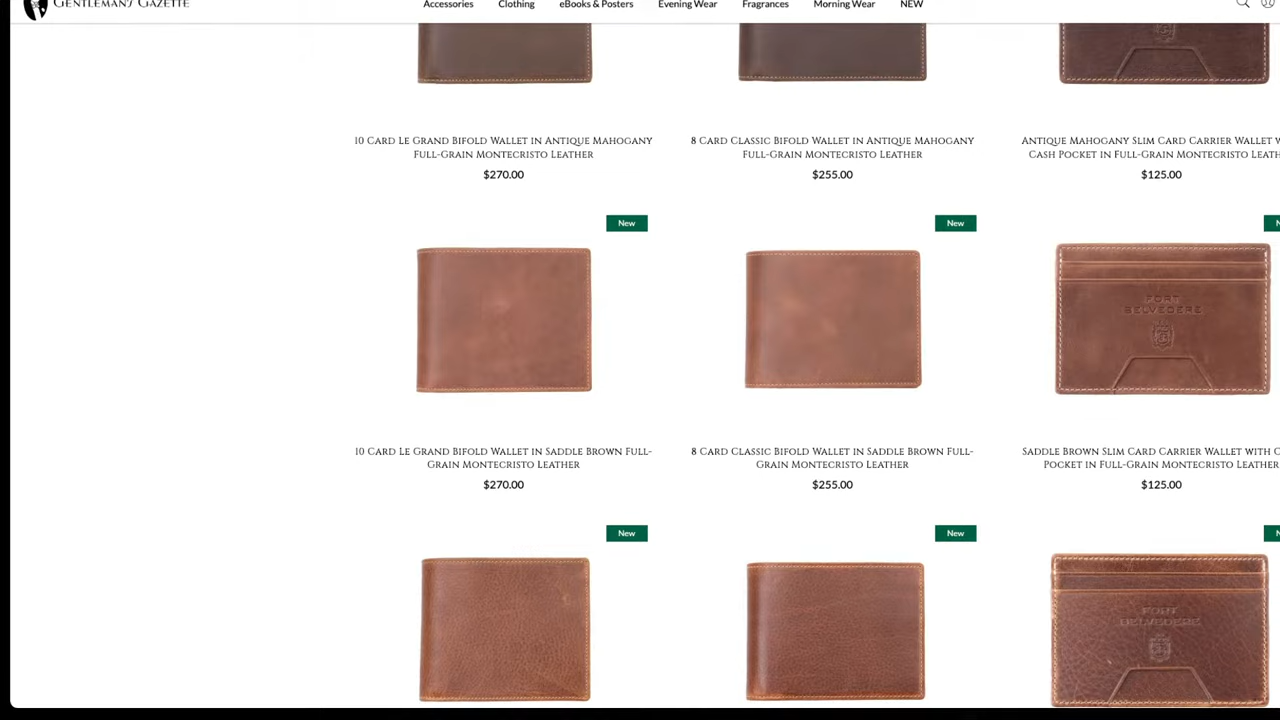 GENTLEMAN'S GAZETTE
Accessories Clothing eBooks & Posters Evening Wear Fragrances Morning Wear NEW
10 CARD LE GRAND BIFOLD WALLET IN ANTIQUE MAHOGANY
FULL-GRAIN MONTECRISTO LEATHER
$270.00
8 CARD CLASSIC BIFOLD WALLET IN ANTIQUE MAHOGANY
FULL-GRAIN MONTECRISTO LEATHER
$255.00
ANTIQUE MAHOGANY SLIM CARD CARRIER WALLET
CASH POCKET IN FULL-GRAIN MONTECRISTO
$125.00
New
New
FORT
BELVEDERE
10 CARD LE GRAND BIFOLD WALLET IN SADDLE BROWN FULL-
GRAIN MONTECRISTO LEATHER
$270.00
8 CARD CLASSIC BIFOLD WALLET IN SADDLE BROWN FULL-
GRAIN MONTECRISTO LEATHER
$255.00
SADDLE BROWN SLIM CARD CARRIER WALLET WITH
POCKET IN FULL-GRAIN MONTECRISTO LEATHER
$125.00
New
New
FORT
BELVEDERE